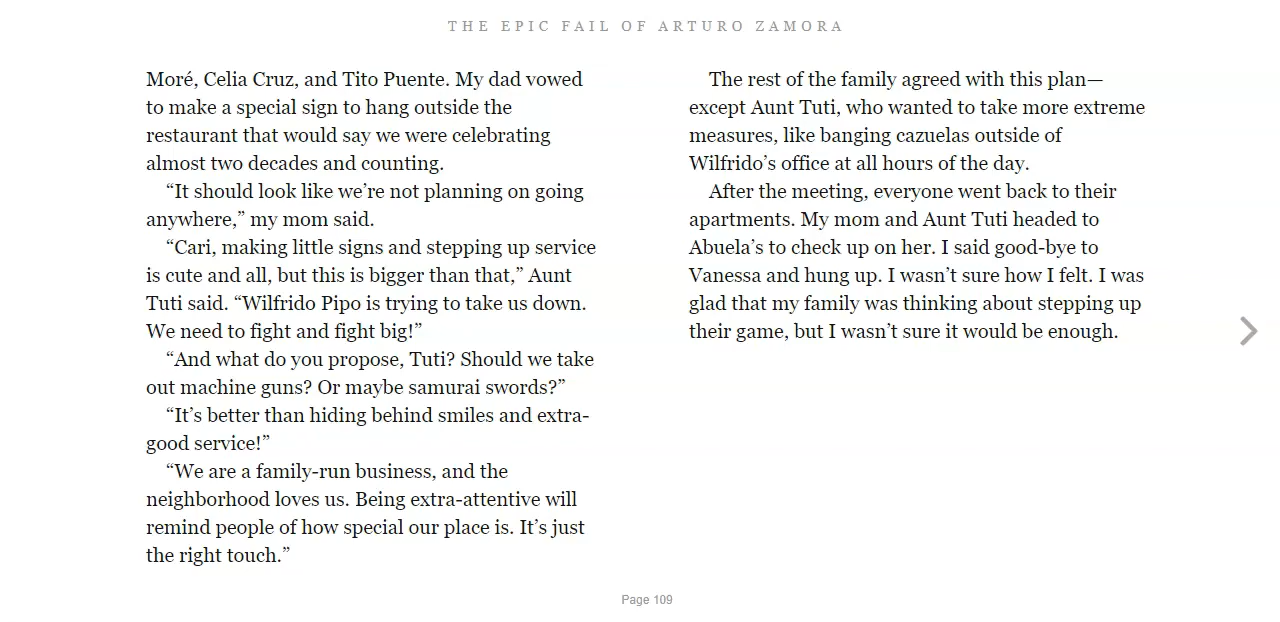 THE EPIC FAIL OF ARTURO ZAMORA
Moré, Celia Cruz, and Tito Puente. My dad vowed
to make a special sign to hang outside the
restaurant that would say we were celebrating
almost two decades and counting.
“It should look like we’re not planning on going
anywhere,” my mom said.
“Cari, making little signs and stepping up service
is cute and all, but this is bigger than that,” Aunt
Tuti said. “Wilfrido Pipo is trying to take us down.
We need to fight and fight big!”
“And what do you propose, Tuti? Should we take
out machine guns? Or maybe samurai swords?”
“It’s better than hiding behind smiles and extra-
good service!”
“We are a family-run business, and the
neighborhood loves us. Being extra-attentive will
remind people of how special our place is. It’s just
the right touch.”
The rest of the family agreed with this plan—
except Aunt Tuti, who wanted to take more extreme
measures, like banging cazuelas outside of
Wilfrido’s office at all hours of the day.
After the meeting, everyone went back to their
apartments. My mom and Aunt Tuti headed to
Abuela’s to check up on her. I said good-bye to
Vanessa and hung up. I wasn’t sure how I felt. I was
glad that my family was thinking about stepping up
their game, but I wasn’t sure it would be enough.
Page 109